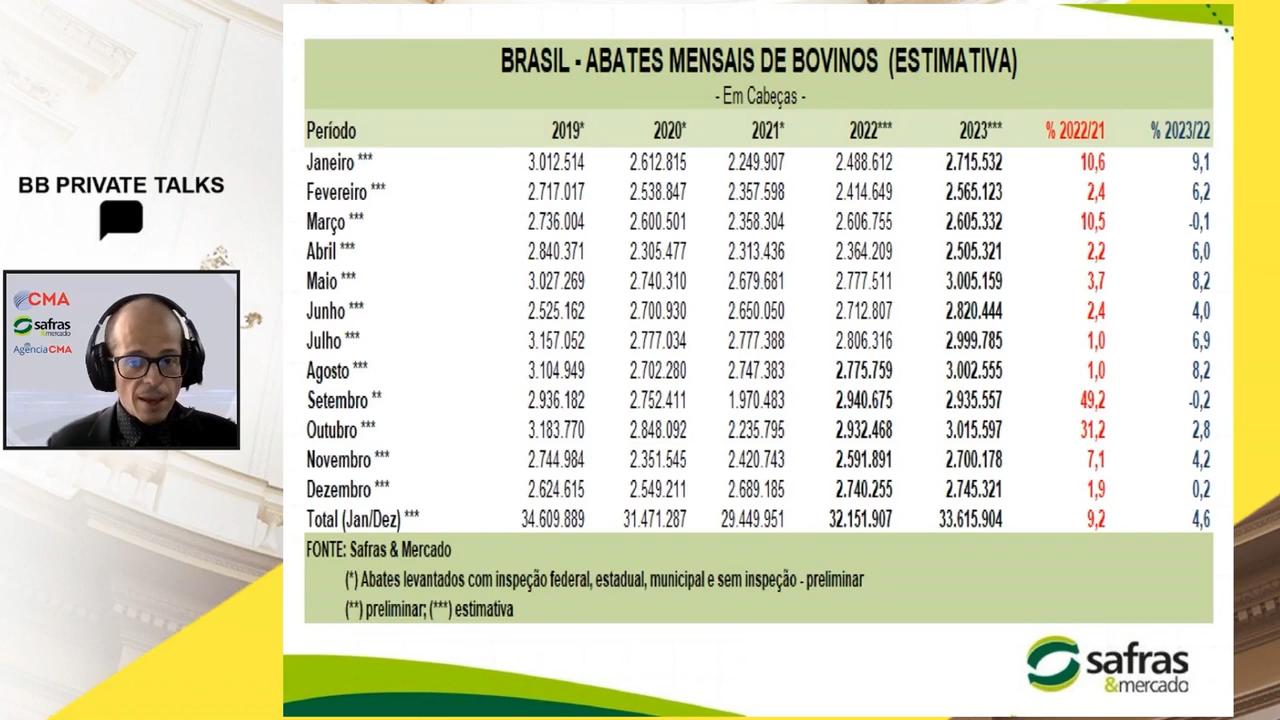 BB PRIVATE TALKS
CMA
safras
&mercado
Agência CMA
BRASIL - ABATES MENSAIS DE BOVINOS (ESTIMATIVA)
- Em Cabeças -
Período 2019* 2020* 2021* 2022*** 2023*** % 2022/21 % 2023/22
Janeiro *** 3.012.514 2.612.815 2.249.907 2.488.612 2.715.532 10,6 9,1
Fevereiro *** 2.717.017 2.538.847 2.357.598 2.414.649 2.565.123 2,4 6,2
Março *** 2.736.004 2.600.501 2.358.304 2.606.755 2.605.332 10,5 -0,1
Abril *** 2.840.371 2.305.477 2.313.436 2.364.209 2.505.321 2,2 6,0
Maio *** 3.027.269 2.740.310 2.679.681 2.777.511 3.005.159 3,7 8,2
Junho *** 2.525.162 2.700.930 2.650.050 2.712.807 2.820.444 2,4 4,0
Julho *** 3.157.052 2.777.034 2.777.388 2.806.316 2.999.785 1,0 6,9
Agosto *** 3.104.949 2.702.280 2.747.383 2.775.759 3.002.555 1,0 8,2
Setembro ** 2.936.182 2.752.411 1.970.483 2.940.675 2.935.557 49,2 -0,2
Outubro *** 3.183.770 2.848.092 2.235.795 2.932.468 3.015.597 31,2 2,8
Novembro *** 2.744.984 2.351.545 2.420.743 2.591.891 2.700.178 7,1 4,2
Dezembro *** 2.624.615 2.549.211 2.689.185 2.740.255 2.745.321 1,9 0,2
Total (Jan/Dez) *** 34.609.889 31.471.287 29.449.951 32.151.907 33.615.904 9,2 4,6
FONTE: Safras & Mercado
(*) Abates levantados com inspeção federal, estadual, municipal e sem inspeção - preliminar
(**) preliminar; (***) estimativa
safras
&mercado